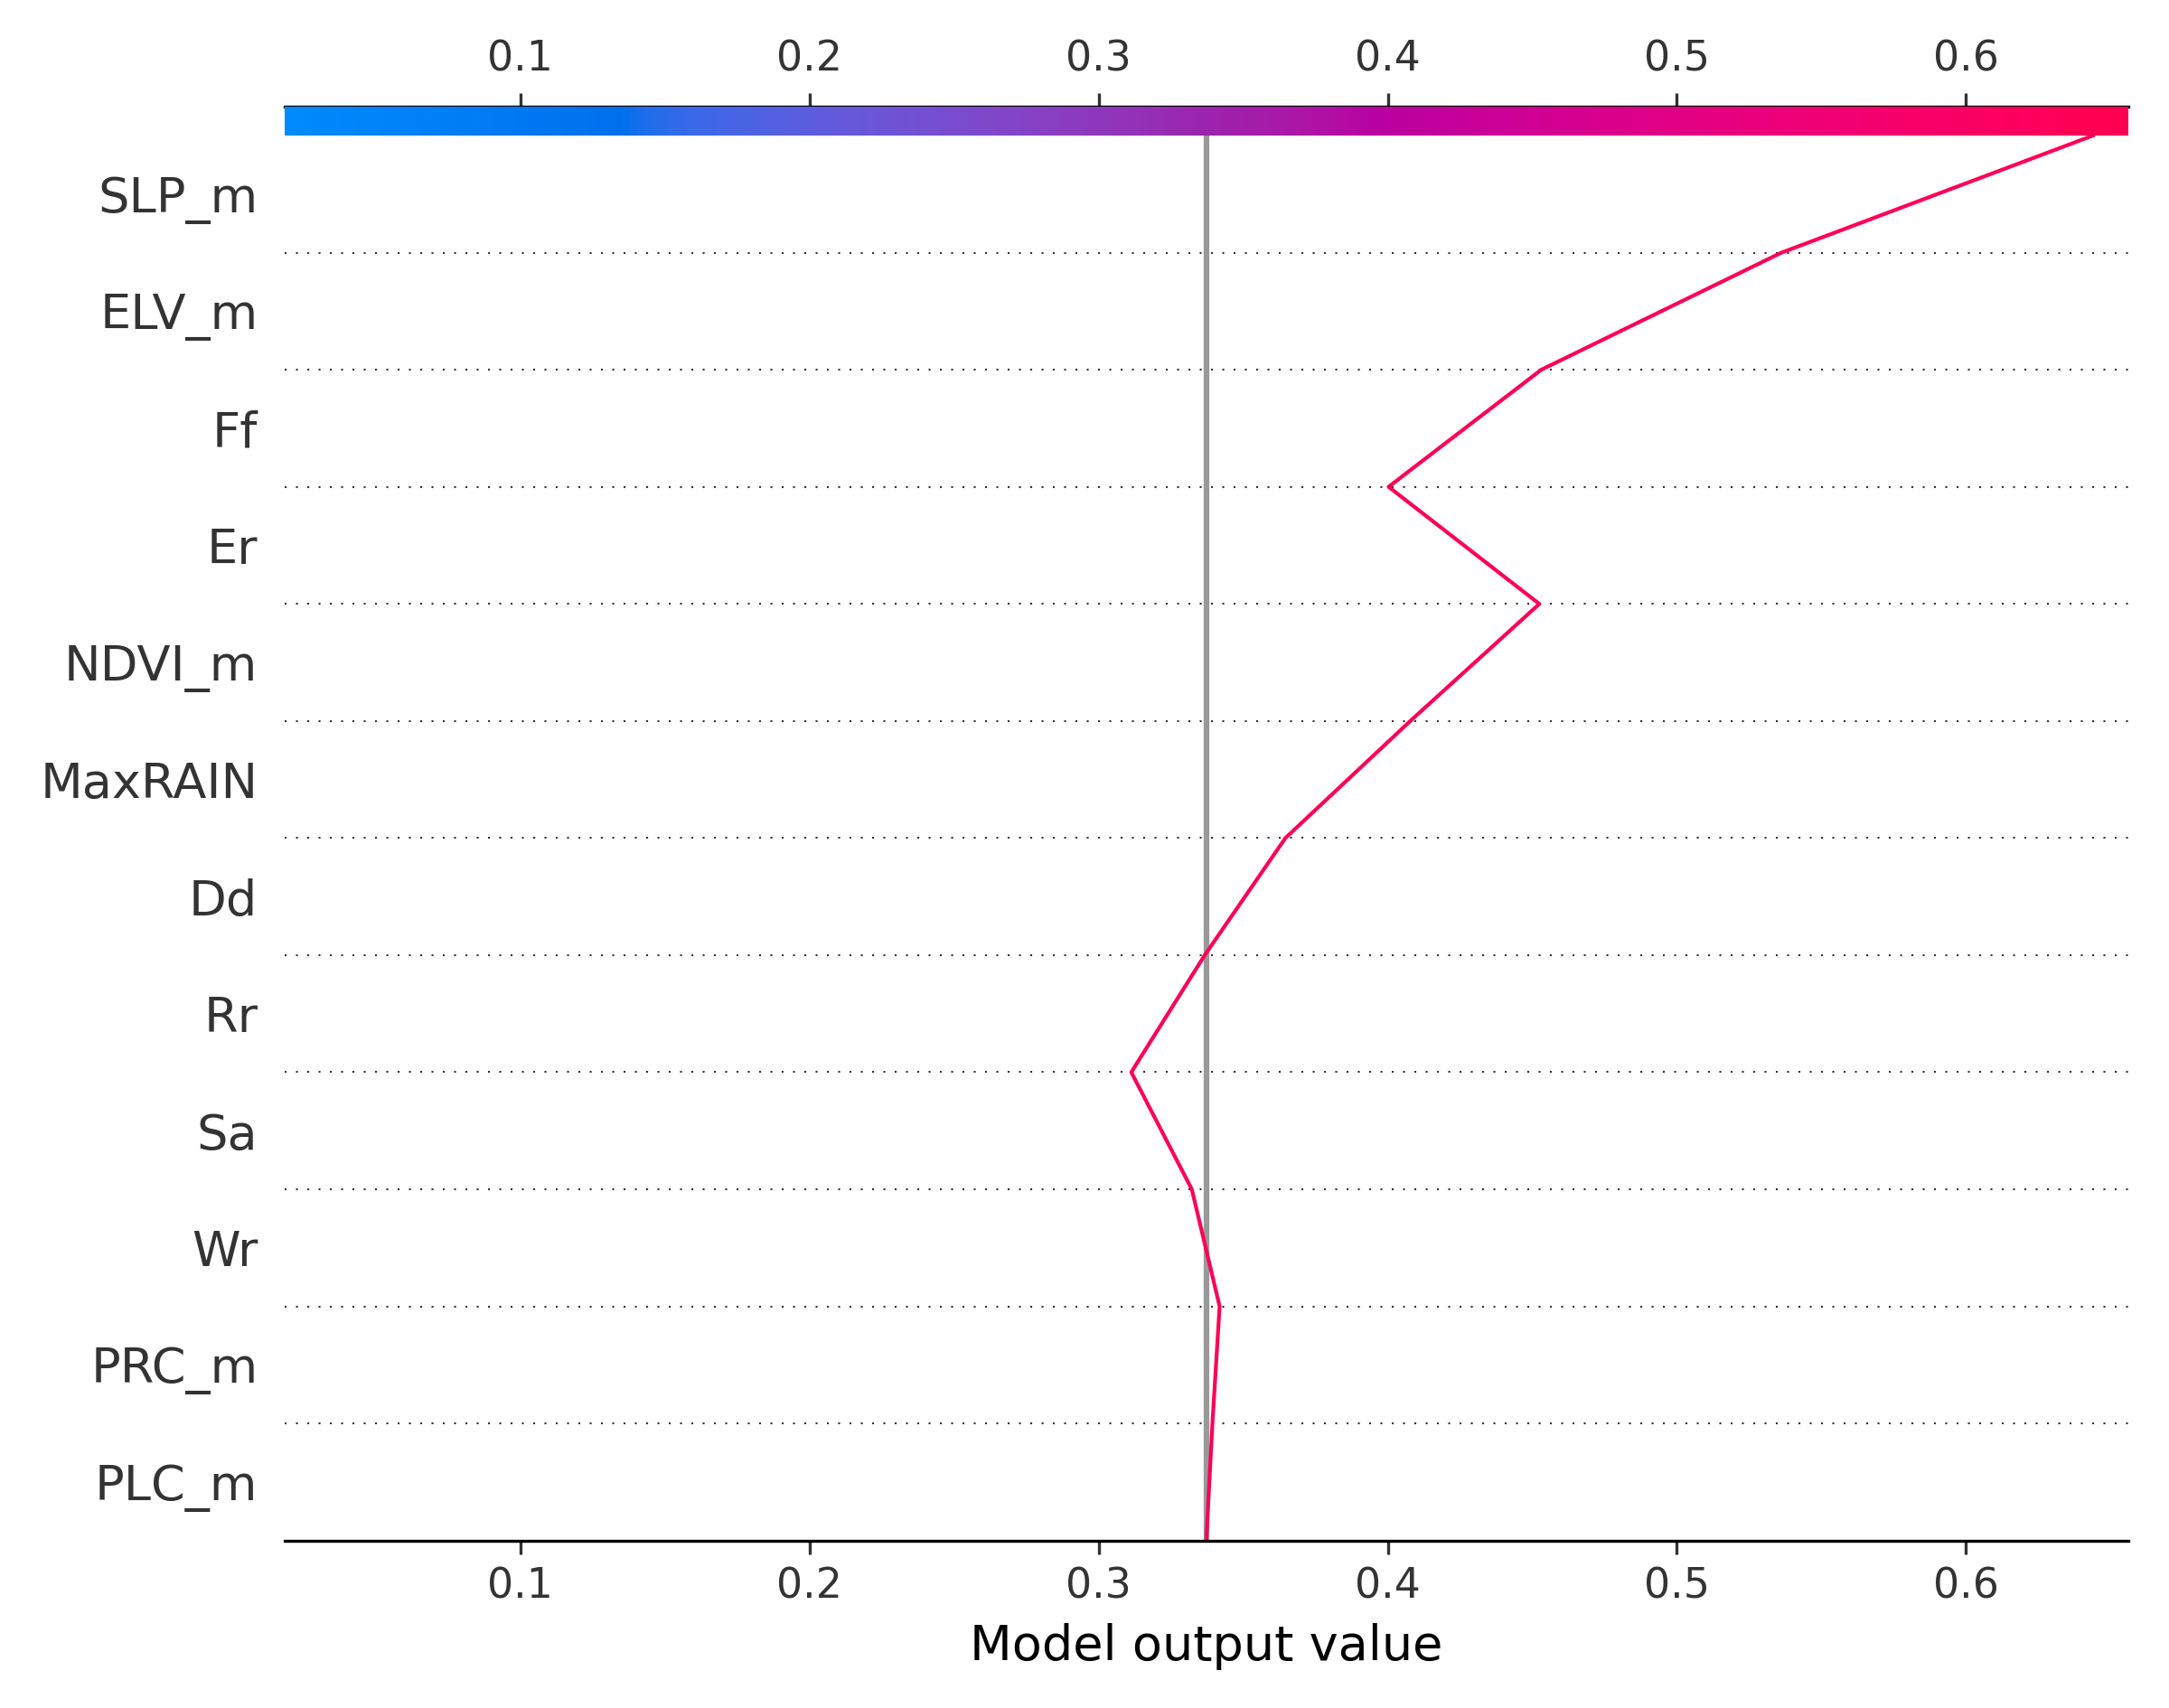 0.1 0.2 0.3 0.4 0.5 0.6
SLP_m
ELV_m
Ff
Er
NDVI_m
MaxRAIN
Dd
Rr
Sa
Wr
PRC_m
PLC_m
0.1 0.2 0.3 0.4 0.5 0.6
Model output value